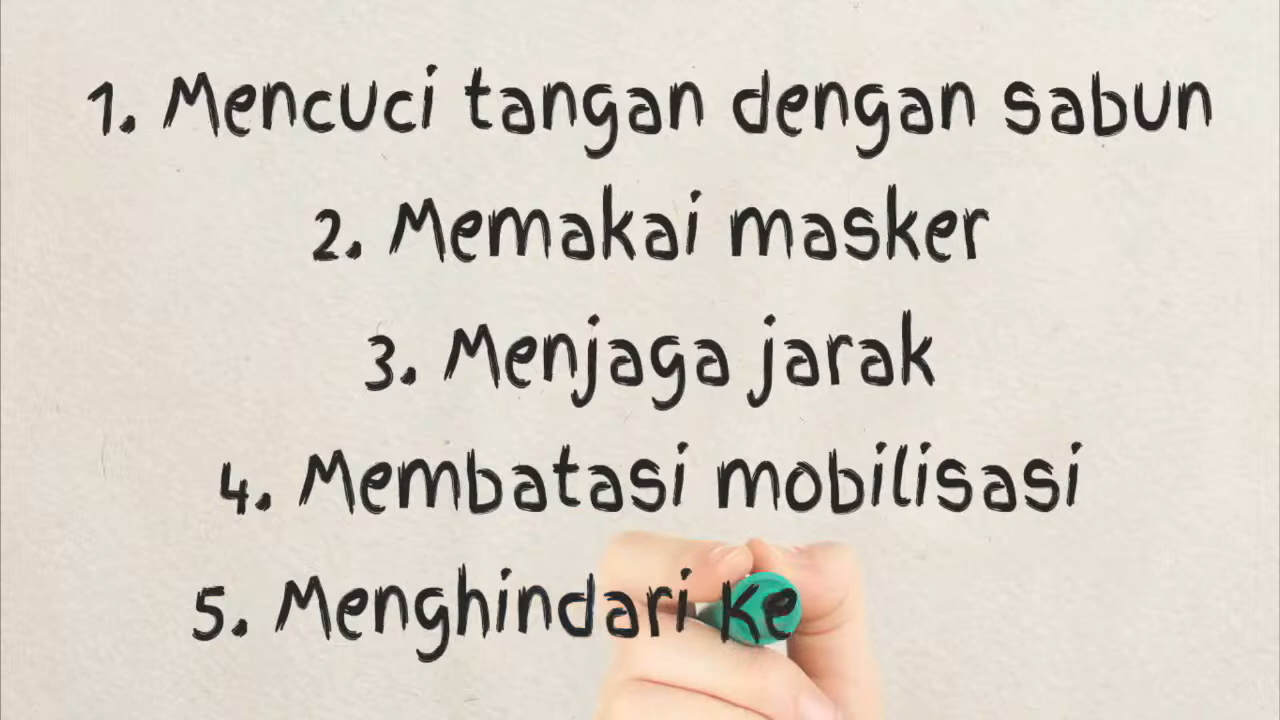 1. Mencuci tangan dengan sabun
2. Memakai masker
3. Menjaga jarak
4. Membatasi mobilisasi
5. Menghindari ke